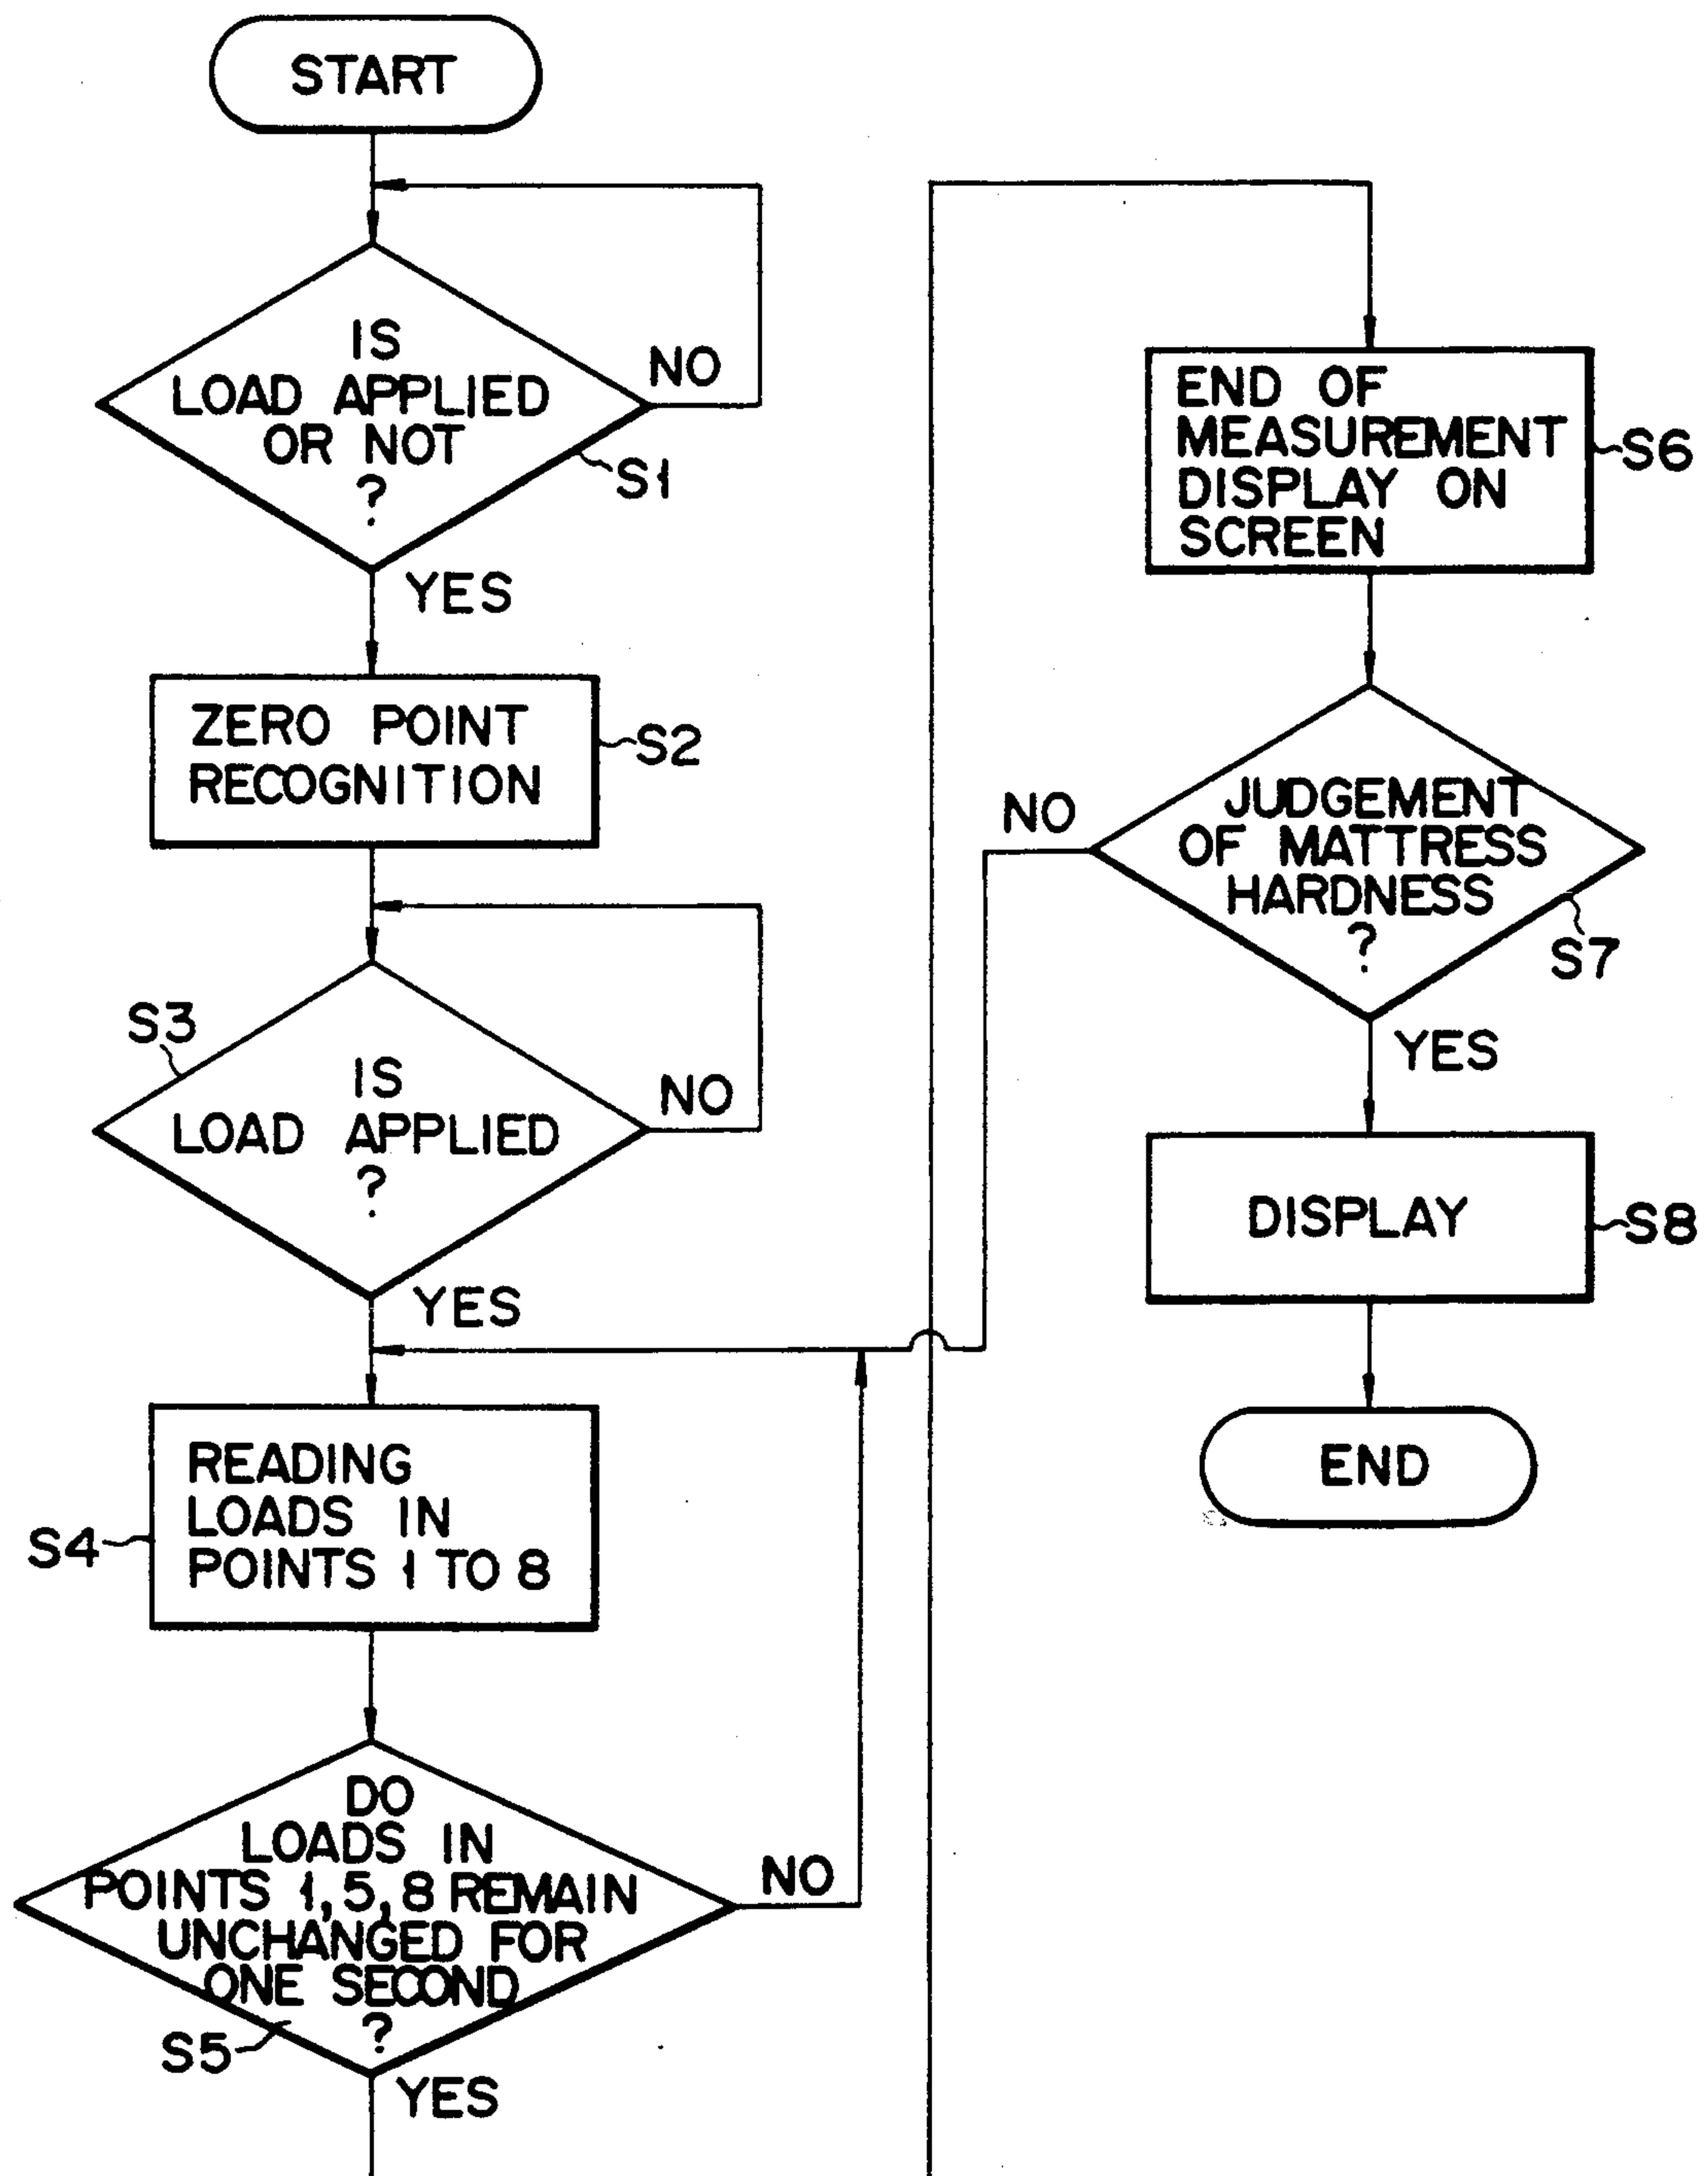 START
IS
LOAD APPLIED
OR NOT
?
NO
S1
YES
ZERO POINT
RECOGNITION
S2
S3
IS
LOAD APPLIED
?
NO
YES
READING
LOADS IN
POINTS 1 TO 8
S4
DO
LOADS IN
POINTS 1,5,8 REMAIN
UNCHANGED FOR
ONE SECOND
?
NO
S5
YES
END OF
MEASUREMENT
DISPLAY ON
SCREEN
S6
JUDGEMENT
OF MATTRESS
HARDNESS
?
NO
S7
YES
DISPLAY
S8
END